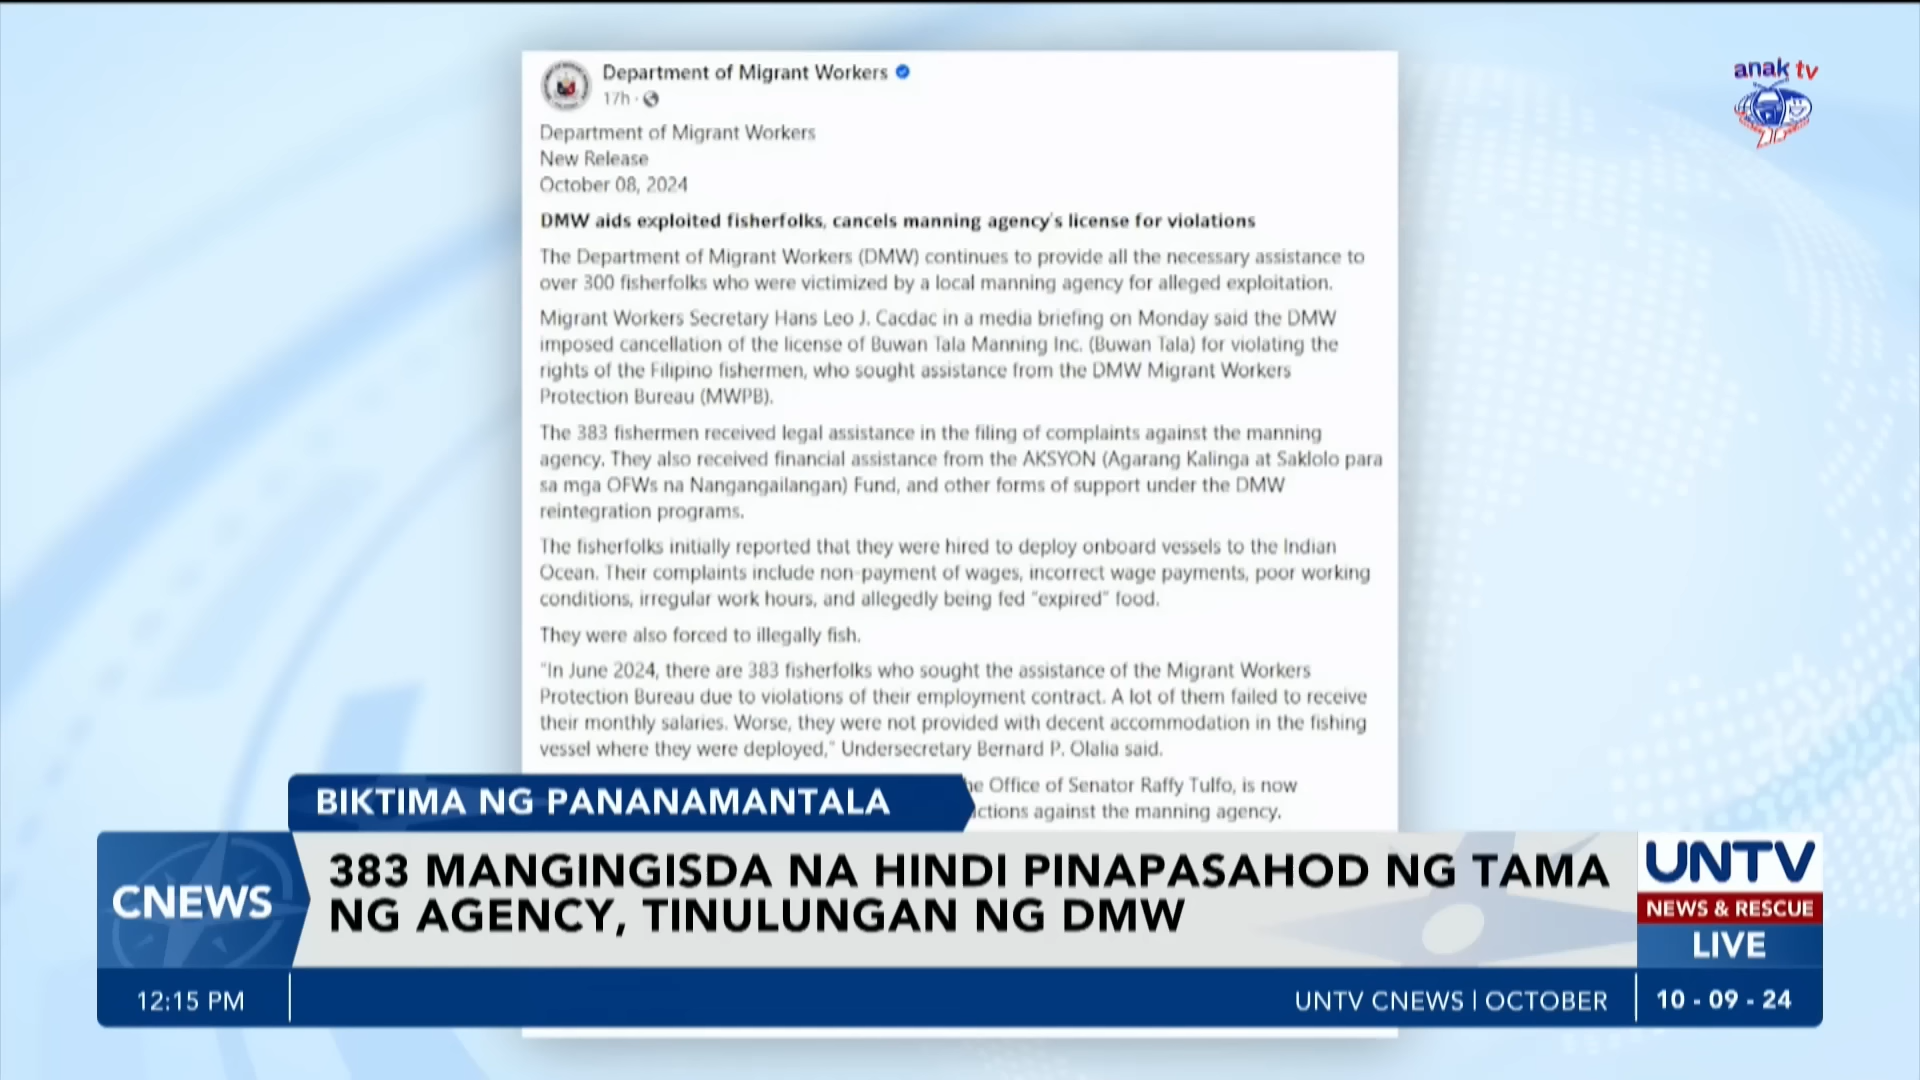 anak tv
Department of Migrant Workers
17h ·
Department of Migrant Workers
New Release
October 08, 2024
DMW aids exploited fisherfolks, cancels manning agency's license for violations
The Department of Migrant Workers (DMW) continues to provide all the necessary assistance to
over 300 fisherfolks who were victimized by a local manning agency for alleged exploitation.
Migrant Workers Secretary Hans Leo J. Cacdac in a media briefing on Monday said the DMW
imposed cancellation of the license of Buwan Tala Manning Inc. (Buwan Tala) for violating the
rights of the Filipino fishermen, who sought assistance from the DMW Migrant Workers
Protection Bureau (MWPB).
The 383 fishermen received legal assistance in the filing of complaints against the manning
agency. They also received financial assistance from the AKSYON (Agarang Kalinga at Saklolo para
sa mga OFWs na Nangangailangan) Fund, and other forms of support under the DMW
reintegration programs.
The fisherfolks initially reported that they were hired to deploy onboard vessels to the Indian
Ocean. Their complaints include non-payment of wages, incorrect wage payments, poor working
conditions, irregular work hours, and allegedly being fed "expired" food.
They were also forced to illegally fish.
"In June 2024, there are 383 fisherfolks who sought the assistance of the Migrant Workers
Protection Bureau due to violations of their employment contract. A lot of them failed to receive
their monthly salaries. Worse, they were not provided with decent accommodation in the fishing
vessel where they were deployed," Undersecretary Bernard P. Olalia said.
he Office of Senator Raffy Tulfo, is now
ctions against the manning agency.
BIKTIMA NG PANANAMANTALA
CNEWS
383 MANGINGISDA NA HINDI PINAPASAHOD NG TAMA
NG AGENCY, TINULUNGAN NG DMW
UNTV
NEWS & RESCUE
LIVE
12:15 PM
UNTV CNEWS | OCTOBER
10 - 09 - 24